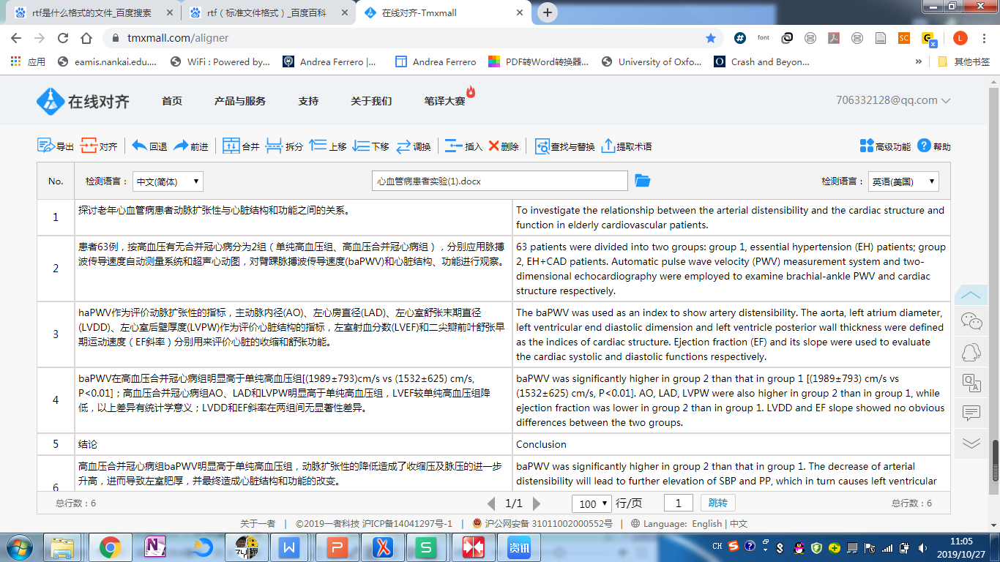 rtf是什么格式的文件_百度搜索
rtf（标准文件格式）_百度百科
在线对齐-Tmxmall
tmxmall.com/aligner
font
SC
G
x
L
应用
eamis.nankai.edu....
WiFi : Powered by...
Andrea Ferrero |...
Andrea Ferrero
PDF转Word转换器...
University of Oxfo...
Crash and Beyon...
»
其他书签
在线对齐
首页
产品与服务
支持
关于我们
笔译大赛
706332128@qq.com
导出
对齐
回退
前进
合并
拆分
上移
下移
调换
插入
删除
查找与替换
提取术语
高级功能
帮助
No.
检测语言：
中文(简体)
心血管病患者实验(1).docx
检测语言：
英语(美国)
1
探讨老年心血管病患者动脉扩张性与心脏结构和功能之间的关系。
To investigate the relationship between the arterial distensibility and the cardiac structure and
function in elderly cardiovascular patients.
2
患者63例，按高血压有无合并冠心病分为2组（单纯高血压组、高血压合并冠心病组），分别应用脉搏
波传导速度自动测量系统和超声心动图，对臂踝脉搏波传导速度(baPWV)和心脏结构、功能进行观察。
63 patients were divided into two groups: group 1, essential hypertension (EH) patients; group
2, EH+CAD patients. Automatic pulse wave velocity (PWV) measurement system and two-
dimensional echocardiography were employed to examine brachial-ankle PWV and cardiac
structure respectively.
3
haPWV作为评价动脉扩张性的指标，主动脉内径(AO)、左心房直径(LAD)、左心室舒张末期直径
(LVDD)、左心室后壁厚度(LVPW)作为评价心脏结构的指标，左室射血分数(LVEF)和二尖瓣前叶舒张早
期运动速度（EF斜率）分别用来评价心脏的收缩和舒张功能。
The baPWV was used as an index to show artery distensibility. The aorta, left atrium diameter,
left ventricular end diastolic dimension and left ventricle posterior wall thickness were defined
as the indices of cardiac structure. Ejection fraction (EF) and its slope were used to evaluate
the cardiac systolic and diastolic functions respectively.
4
baPWV在高血压合并冠心病组明显高于单纯高血压组[(1989±793)cm/s vs (1532±625) cm/s,
P<0.01]；高血压合并冠心病组AO、LAD和LVPW明显高于单纯高血压组，LVEF较单纯高血压组降
低，以上差异有统计学意义；LVDD和EF斜率在两组间无显著性差异。
baPWV was significantly higher in group 2 than that in group 1 [(1989±793) cm/s vs
(1532±625) cm/s, P<0.01]. AO, LAD, LVPW were also higher in group 2 than in group 1, while
ejection fraction was lower in group 2 than in group 1. LVDD and EF slope showed no obvious
differences between the two groups.
5
结论
Conclusion
6
高血压合并冠心病组baPWV明显高于单纯高血压组，动脉扩张性的降低造成了收缩压及脉压的进一步
升高，进而导致左室肥厚，并最终造成心脏结构和功能的改变。
baPWV was significantly higher in group 2 than that in group 1. The decrease of arterial
distensibility will lead to further elevation of SBP and PP, which in turn causes left ventricular
总行数：6
1/1
100
行/页
1
跳转
总行数：6
关于一者 | ©2019一者科技 沪ICP备14041297号-1 | 沪公网安备 31011002000552号 | Language: English | 中文
N
W
P
X
S
资讯
CH
11:05
2019/10/27